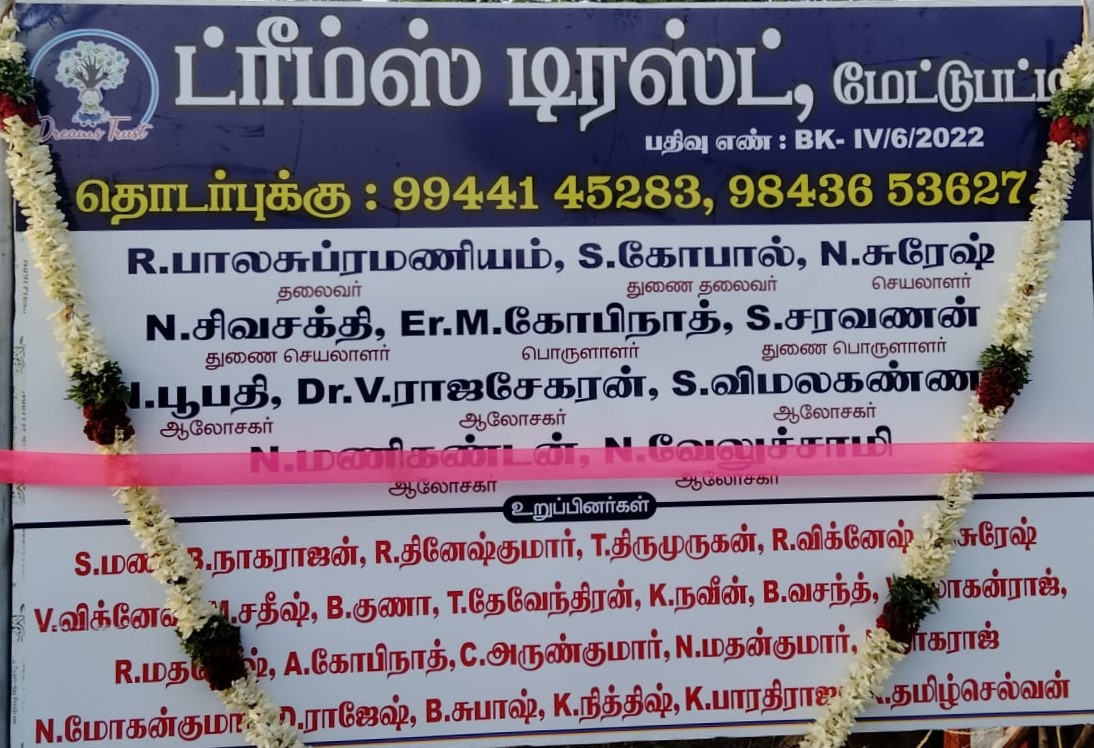 ட்ரீம்ஸ் டிரஸ்ட், மேட்டுபட்டி
Dreams Trust
பதிவு எண் : BK- IV/6/2022
தொடர்புக்கு : 99441 45283, 98436 53627.
R.பாலசுப்ரமணியம், S.கோபால், N.சுரேஷ்
தலைவர் துணை தலைவர் செயலாளர்
N.சிவசக்தி, Er.M.கோபிநாத், S.சரவணன்
துணை செயலாளர் பொருளாளர் துணை பொருளாளர்
பூபதி, Dr.V.ராஜசேகரன்,
ஆலோசகர் ஆலோசகர் ஆலோசகர்
N.மணிகண்டன், N.வேலுச்சாமி
ஆலோசகர் ஆலோசகர்
உறுப்பினர்கள்
B.நாகராஜன், R.தினேஷ்குமார், T.திருமுருகன், R.விக்னேஷ் சுரேஷ்
M.சதீஷ், B.குணா, T.தேவேந்திரன், K.நவீன், B.வசந்த்,
A.கோபிநாத், C.அருண்குமார், N.மதன்குமார்,
D.ராஜேஷ், B.சுபாஷ், K.நித்திஷ், K.பாரதிராஜா தமிழ்செல்வன்